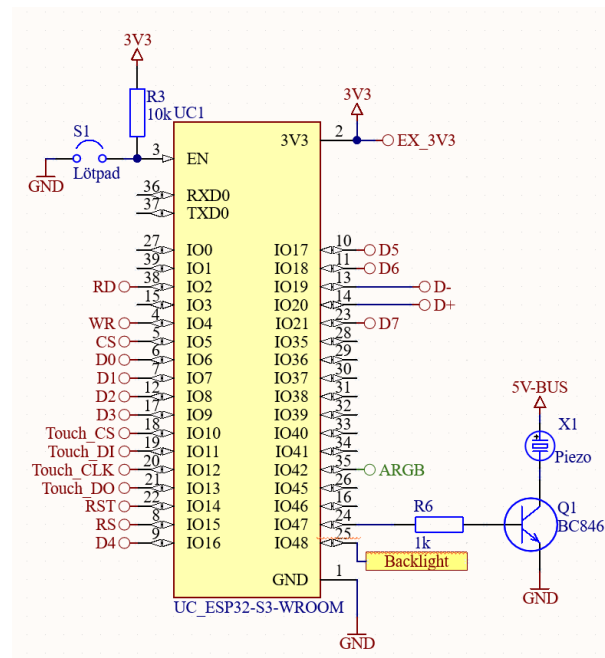 3V3
R3
10k
UC1
S1
Lötpad
GND
3V3
EX_3V3
3V3 2
3 EN
36 RXD0
37 TXD0
27 IO0
39 IO1
RD 38 IO2
15 IO3
WR 4 IO4
CS 5 IO5
D0 6 IO6
D1 7 IO7
D2 12 IO8
D3 17 IO9
Touch_CS 18 IO10
Touch_DI 19 IO11
Touch_CLK 20 IO12
Touch_DO 21 IO13
RST 22 IO14
RS 8 IO15
D4 9 IO16
IO17 10 D5
IO18 11 D6
IO19 13 D-
IO20 14 D+
IO21 23 D7
IO35 28
IO36 29
IO37 30
IO38 31
IO39 32
IO40 33
IO41 34
IO42 35 ARGB
IO45 26
IO46 16
IO47 24
IO48 25
GND 1
UC_ESP32-S3-WROOM
GND
R6
1k
Backlight
5V-BUS
X1
Piezo
Q1
BC846
GND